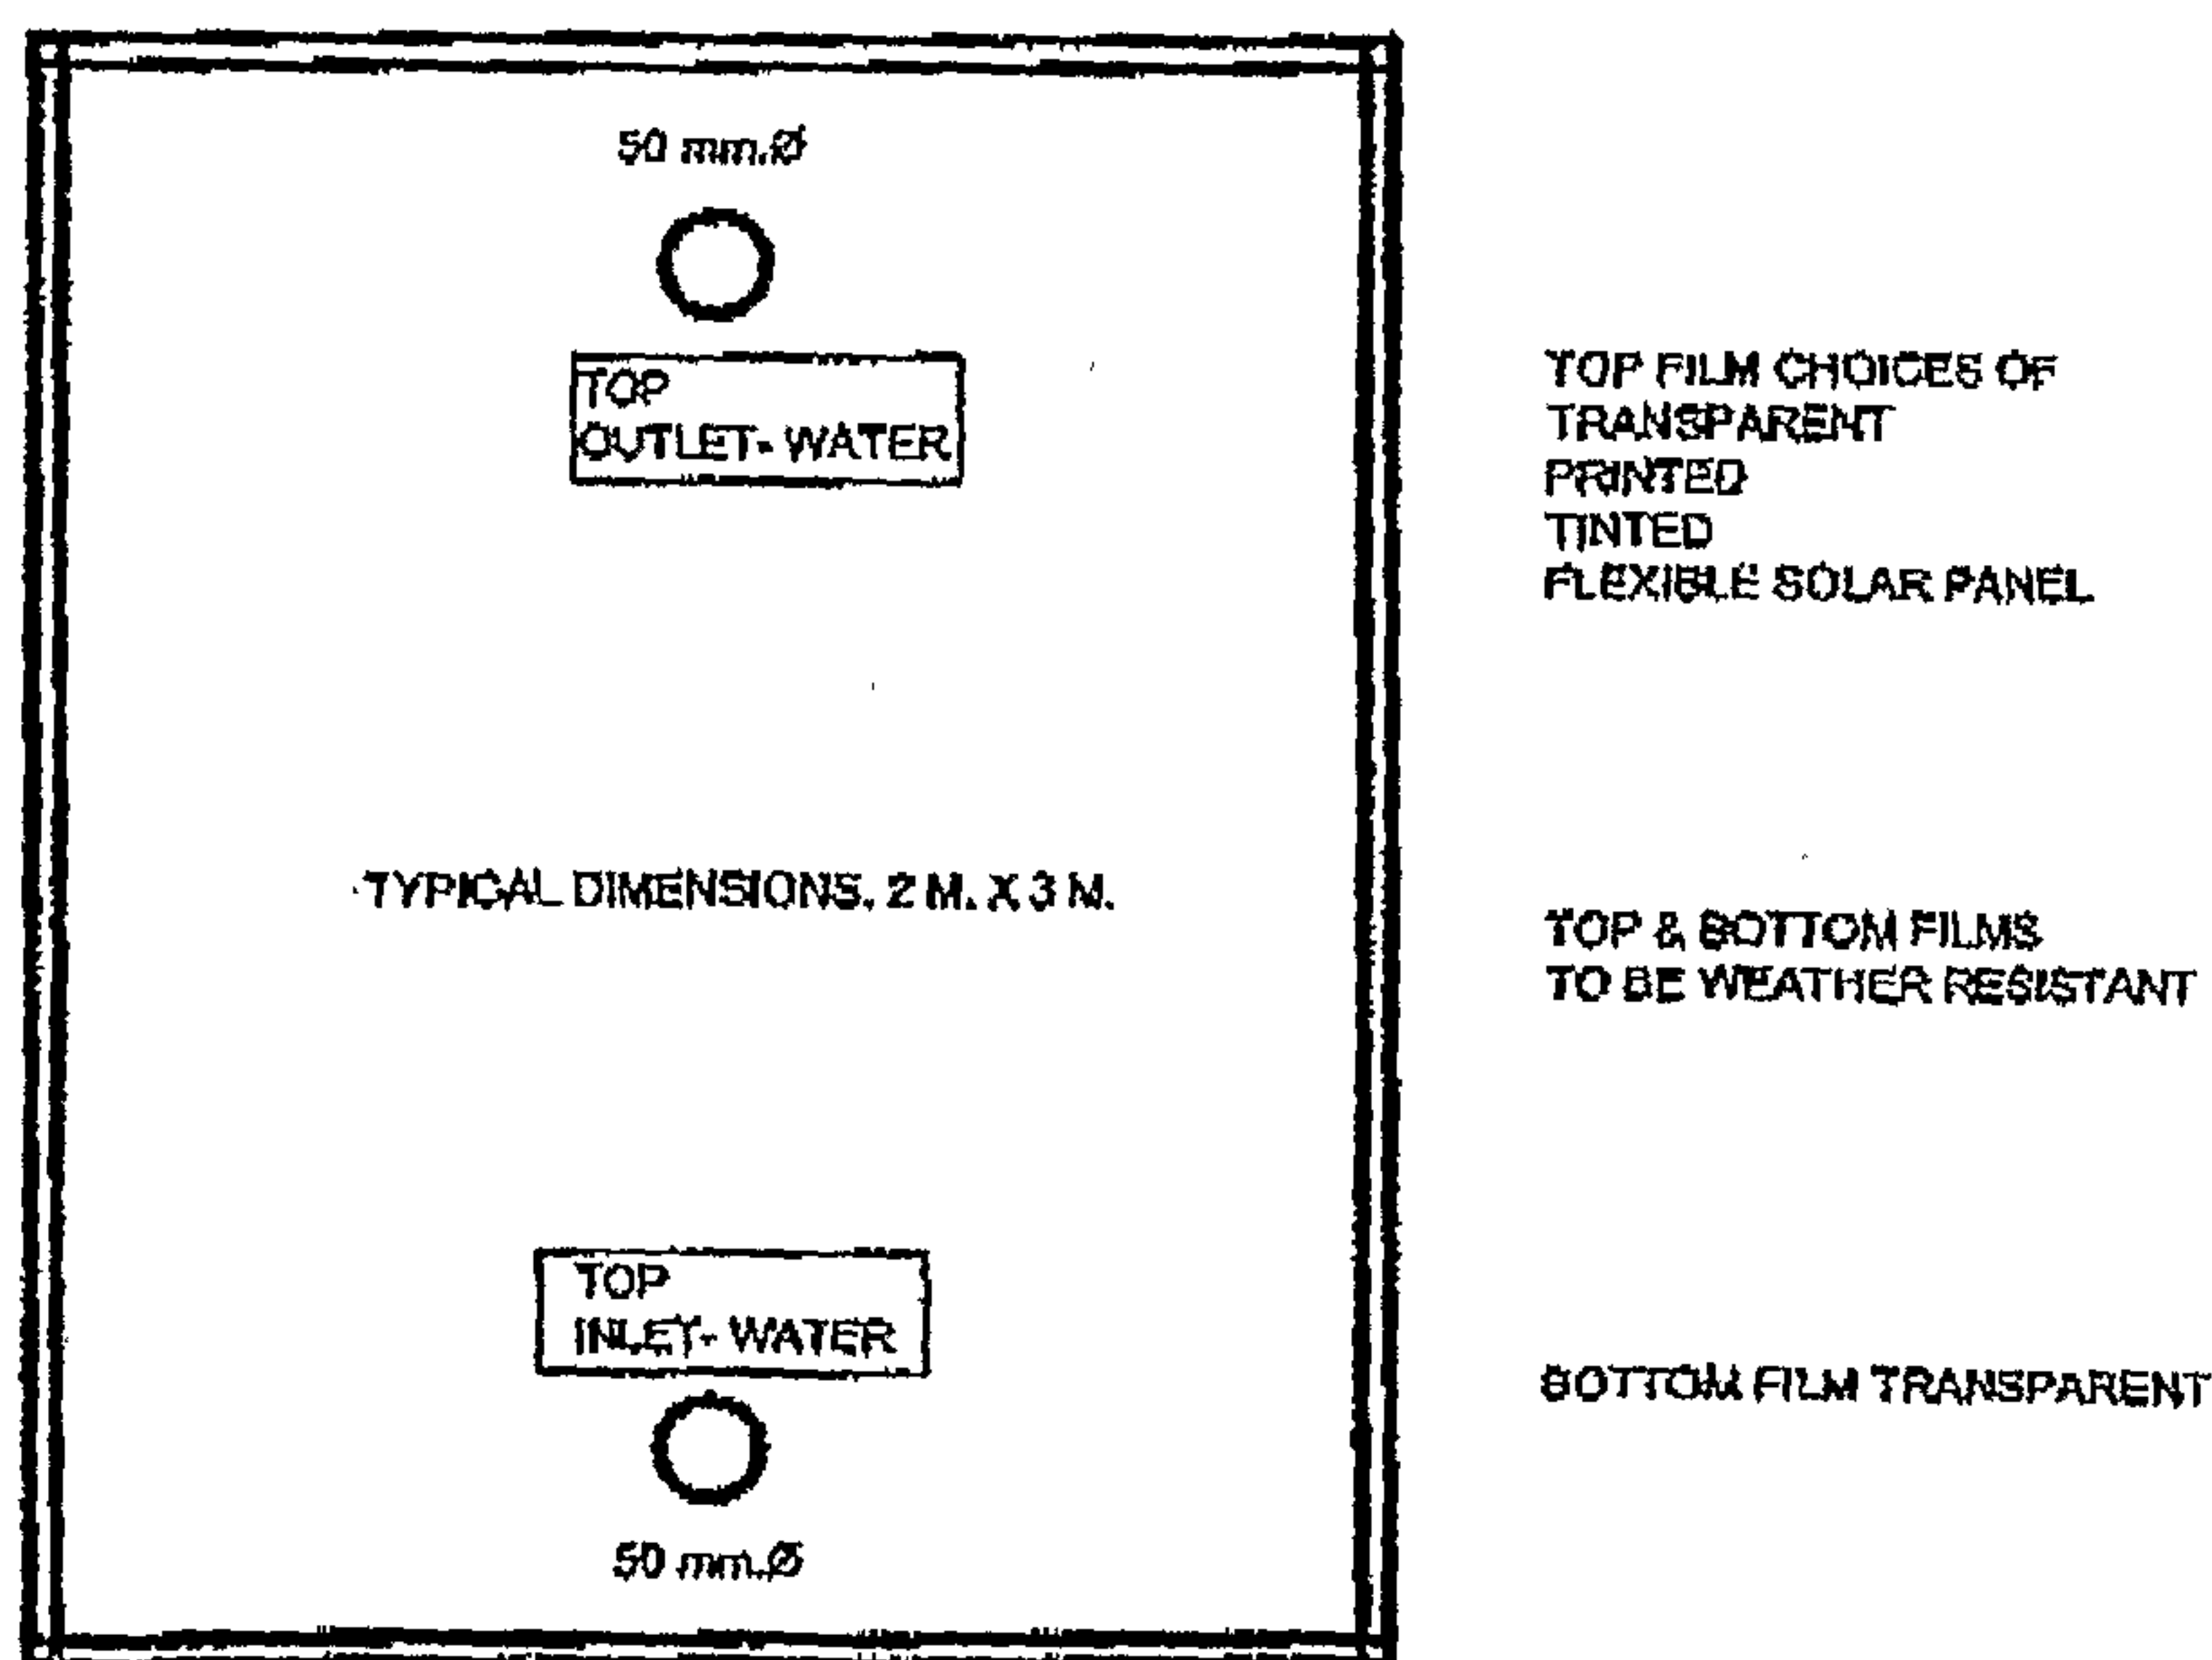 50 mm.Ø
TOP
OUTLET- WATER
TOP FILM CHOICES OF
TRANSPARENT
PRINTED
TINTED
FLEXIBLE SOLAR PANEL
TYPICAL DIMENSIONS. 2 M. X 3 M.
TOP & BOTTOM FILMS
TO BE WEATHER RESISTANT
TOP
INLET- WATER
BOTTOM FILM TRANSPARENT
50 mm.Ø